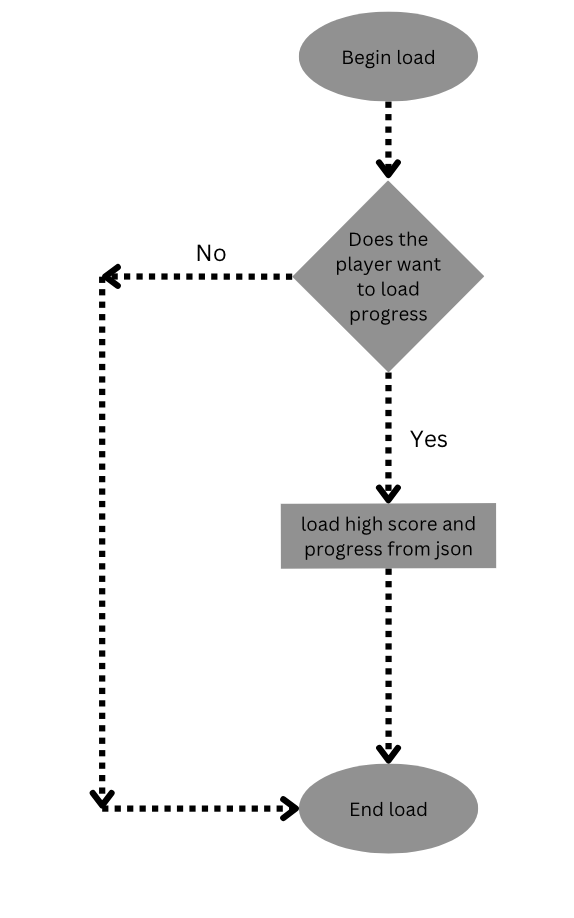 Begin load
Does the
player want
to load
progress
No
Yes
load high score and
progress from json
End load